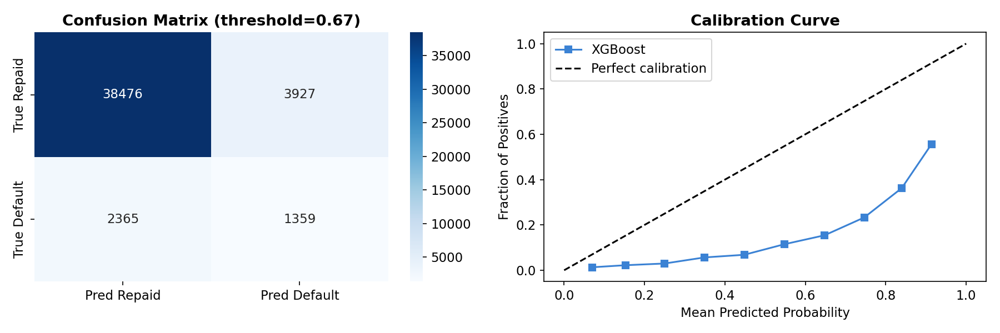 Confusion Matrix (threshold=0.67)
True Repaid
True Default
38476
3927
2365
1359
Pred Repaid
Pred Default
35000
30000
25000
20000
15000
10000
5000
Calibration Curve
XGBoost
Perfect calibration
Fraction of Positives
1.0
0.8
0.6
0.4
0.2
0.0
0.0
0.2
0.4
0.6
0.8
1.0
Mean Predicted Probability